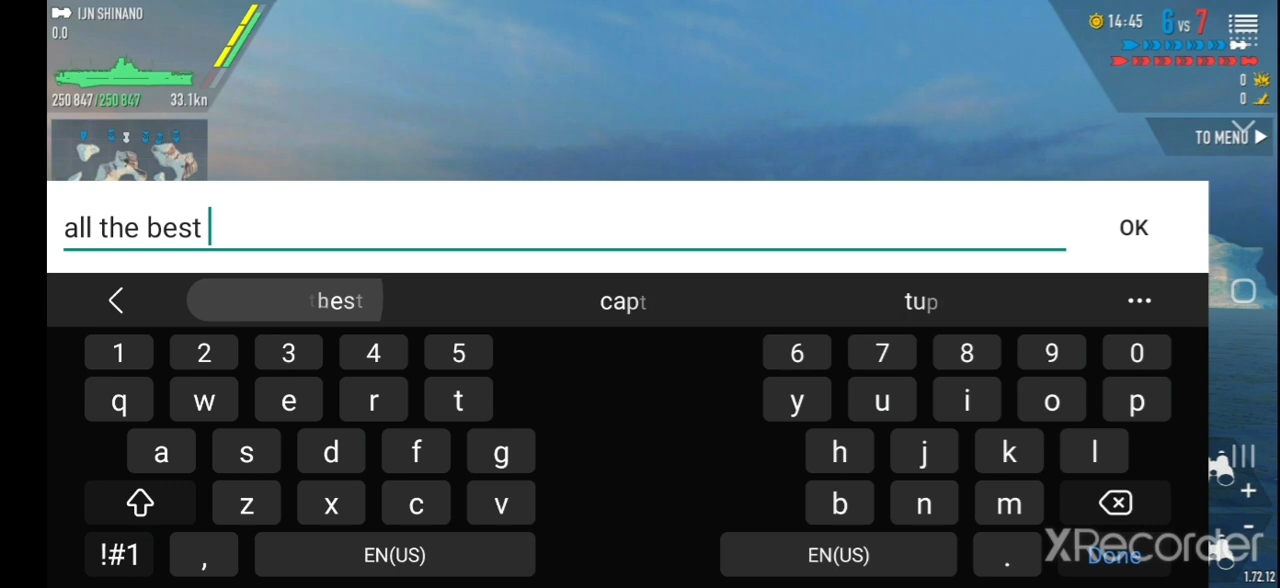 IJN SHINANO
0.0
250 847/250 847 33.1kn
14:45 6 VS 7
0
0
TO MENU
all the best OK
best capt tup
1 2 3 4 5 6 7 8 9 0
q w e r t y u i o p
a s d f g h j k l
z x c v b n m
!#1 , EN(US) EN(US) . Done
XRecorder
1.72.12